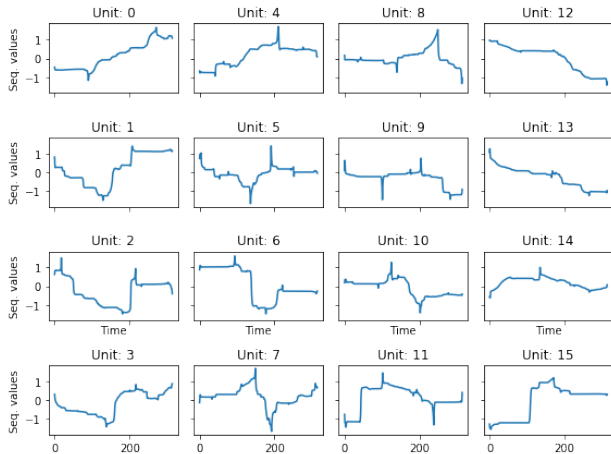 Unit: 0 Unit: 4 Unit: 8 Unit: 12
Seq. values
1
0
−1
Unit: 1 Unit: 5 Unit: 9 Unit: 13
Seq. values
1
0
−1
Unit: 2 Unit: 6 Unit: 10 Unit: 14
Seq. values
1
0
−1
Time Time Time Time
Unit: 3 Unit: 7 Unit: 11 Unit: 15
Seq. values
1
0
−1
0 200 0 200 0 200 0 200